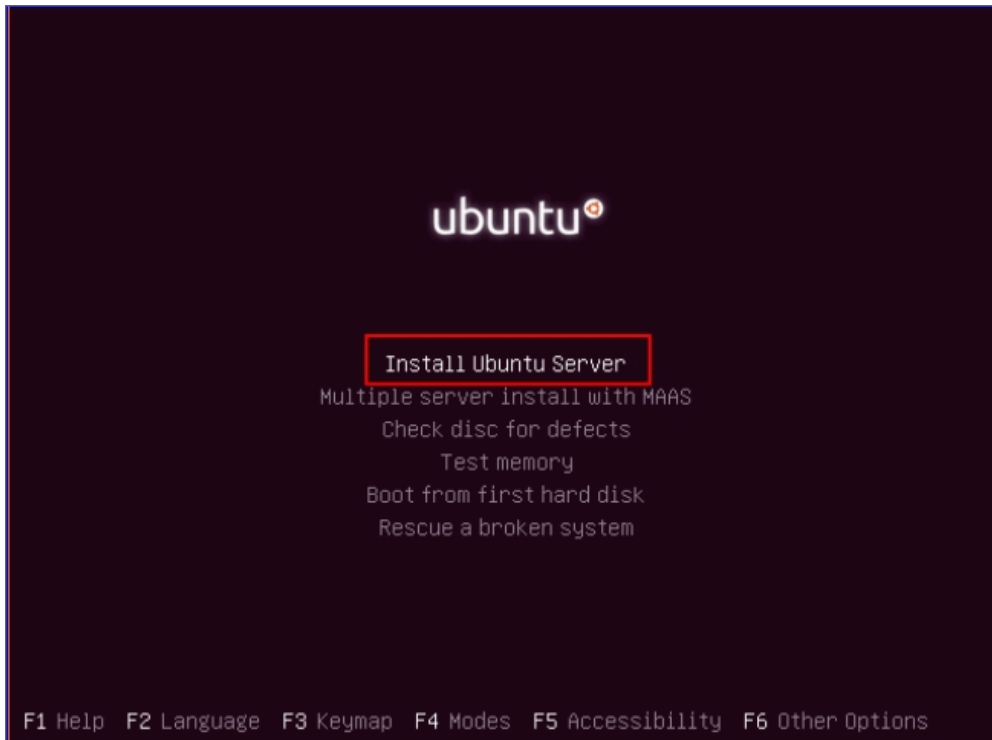 ubuntu
Install Ubuntu Server
Multiple server install with MAAS
Check disc for defects
Test memory
Boot from first hard disk
Rescue a broken system
F1 Help F2 Language F3 Keymap F4 Modes F5 Accessibility F6 Other Options